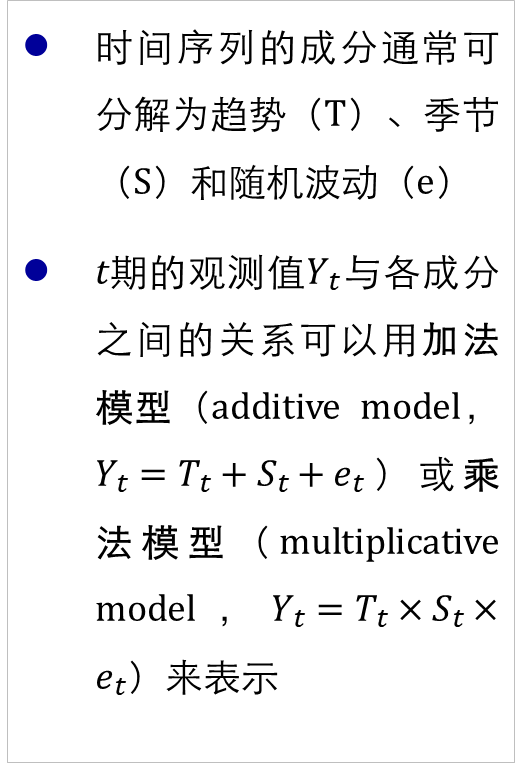 ● 时间序列的成分通常可
分解为趋势（T）、季节
（S）和随机波动（e）
● t期的观测值Yₜ与各成分
之间的关系可以用加法
模型（additive model，
Yₜ = Tₜ + Sₜ + eₜ）或乘
法模型（multiplicative
model，Yₜ = Tₜ × Sₜ ×
eₜ）来表示